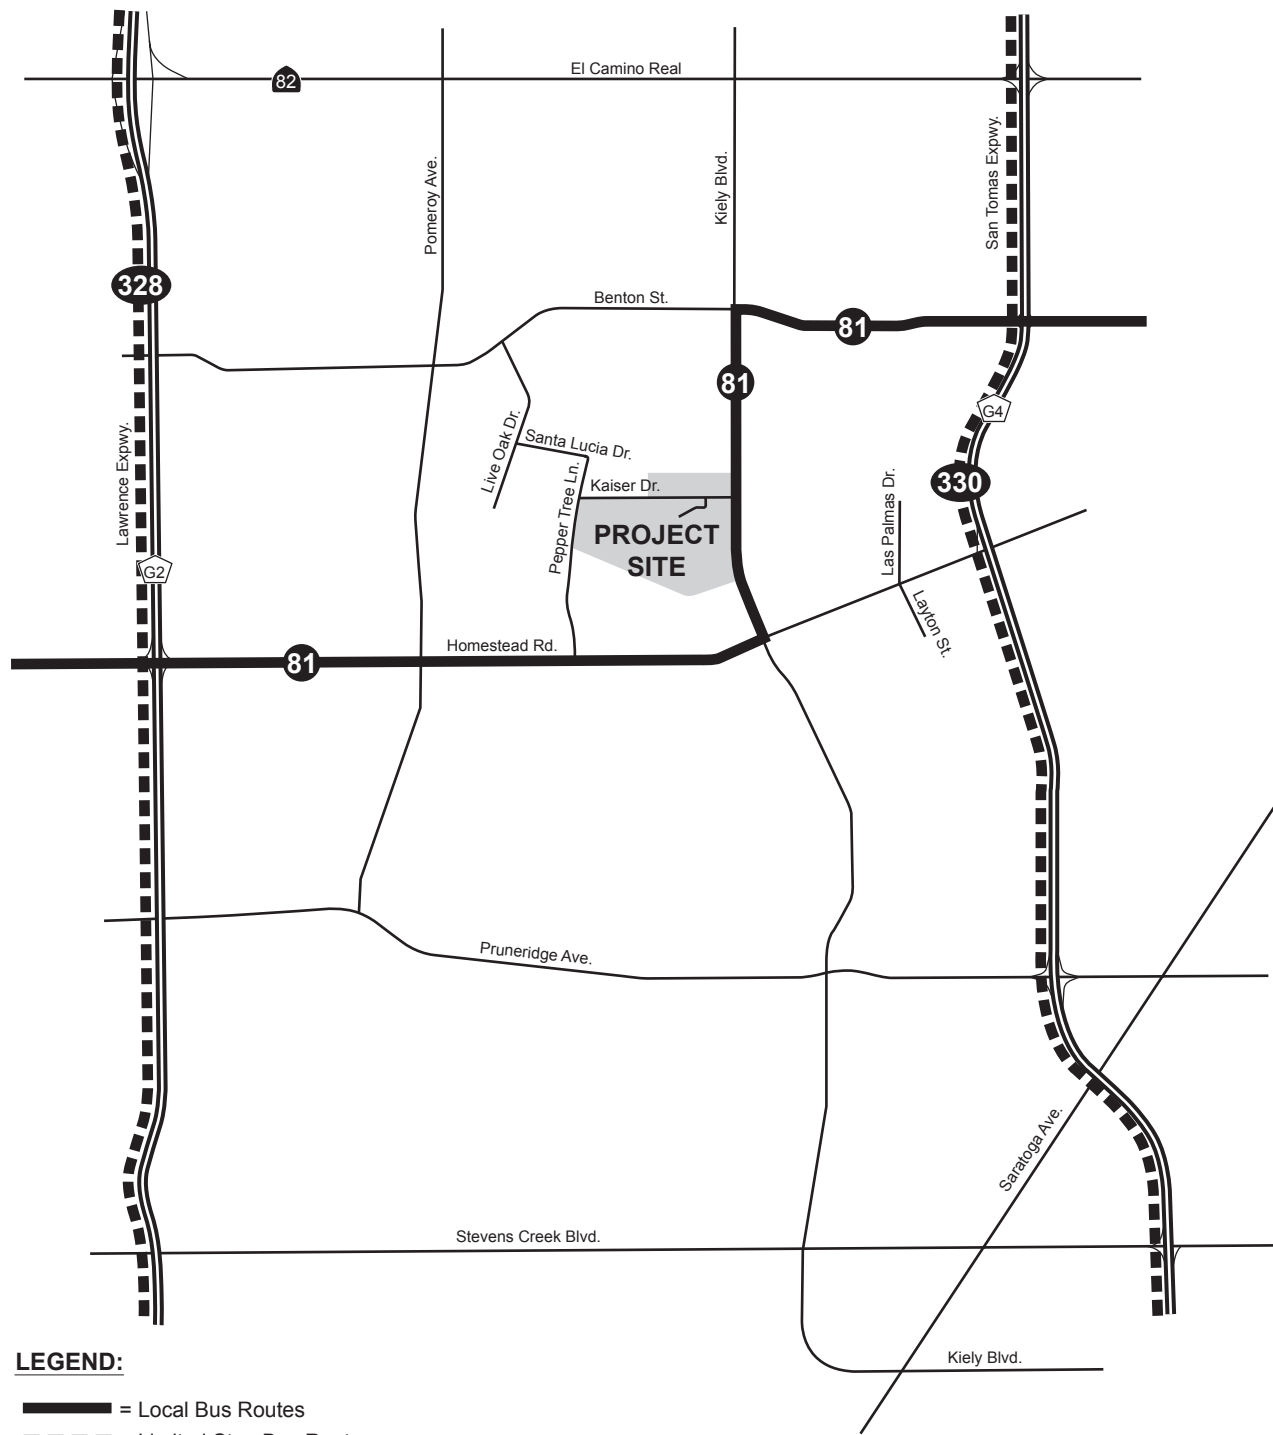 El Camino Real
82
Pomeroy Ave.
Kiely Blvd.
San Tomas Expwy.
328
Benton St.
81
81
G4
Lawrence Expwy.
Live Oak Dr.
Santa Lucia Dr.
Pepper Tree Ln.
Kaiser Dr.
330
Las Palmas Dr.
PROJECT
SITE
G2
Layton St.
Homestead Rd.
81
Pruneridge Ave.
Saratoga Ave.
Stevens Creek Blvd.
Kiely Blvd.
LEGEND:
= Local Bus Routes